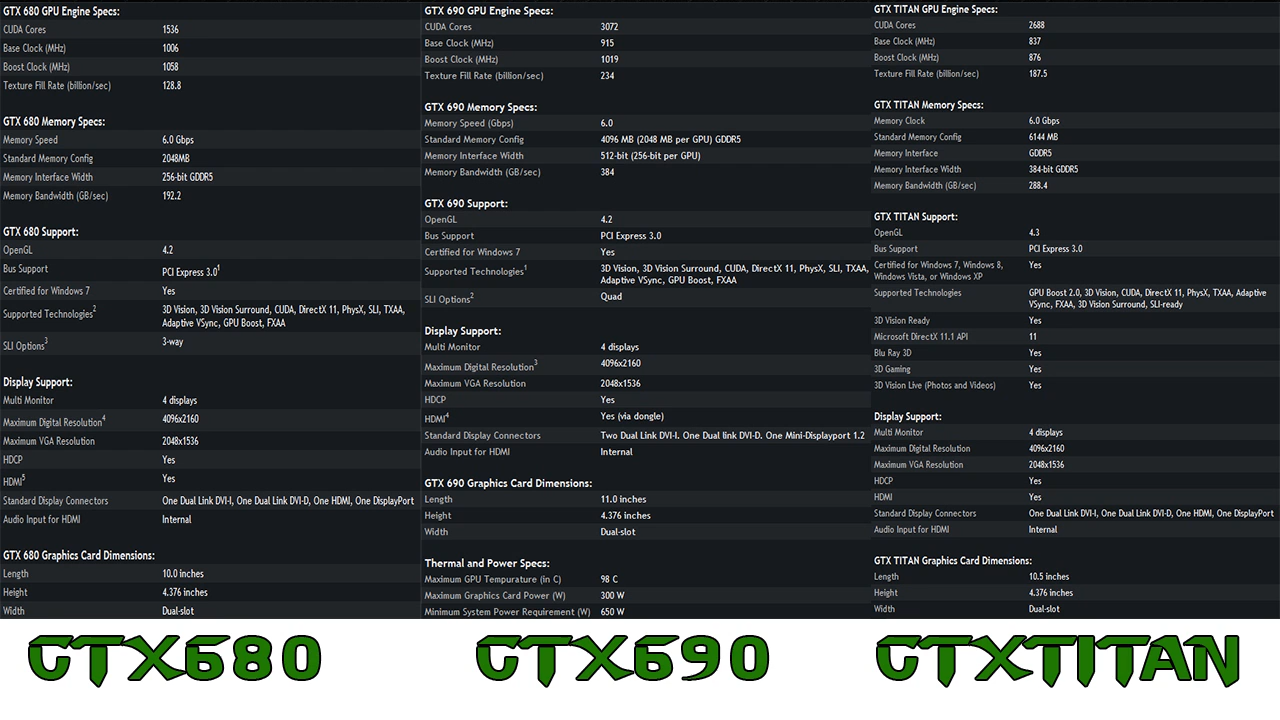 GTX 680 GPU Engine Specs:
CUDA Cores 1536
Base Clock (MHz) 1006
Boost Clock (MHz) 1058
Texture Fill Rate (billion/sec) 128.8
GTX 680 Memory Specs:
Memory Speed 6.0 Gbps
Standard Memory Config 2048MB
Memory Interface Width 256-bit GDDR5
Memory Bandwidth (GB/sec) 192.2
GTX 680 Support:
OpenGL 4.2
Bus Support PCI Express 3.0¹
Certified for Windows 7 Yes
Supported Technologies² 3D Vision, 3D Vision Surround, CUDA, DirectX 11, PhysX, SLI, TXAA,
Adaptive VSync, GPU Boost, FXAA
SLI Options³ 3-way
Display Support:
Multi Monitor 4 displays
Maximum Digital Resolution⁴ 4096x2160
Maximum VGA Resolution 2048x1536
HDCP Yes
HDMI⁵ Yes
Standard Display Connectors One Dual Link DVI-I, One Dual Link DVI-D, One HDMI, One DisplayPort
Audio Input for HDMI Internal
GTX 680 Graphics Card Dimensions:
Length 10.0 inches
Height 4.376 inches
Width Dual-slot
GTX 690 GPU Engine Specs:
CUDA Cores 3072
Base Clock (MHz) 915
Boost Clock (MHz) 1019
Texture Fill Rate (billion/sec) 234
GTX 690 Memory Specs:
Memory Speed (Gbps) 6.0
Standard Memory Config 4096 MB (2048 MB per GPU) GDDR5
Memory Interface Width 512-bit (256-bit per GPU)
Memory Bandwidth (GB/sec) 384
GTX 690 Support:
OpenGL 4.2
Bus Support PCI Express 3.0
Certified for Windows 7 Yes
Supported Technologies¹ 3D Vision, 3D Vision Surround, CUDA, DirectX 11, PhysX, SLI, TXAA,
Adaptive VSync, GPU Boost, FXAA
SLI Options² Quad
Display Support:
Multi Monitor 4 displays
Maximum Digital Resolution³ 4096x2160
Maximum VGA Resolution 2048x1536
HDCP Yes
HDMI⁴ Yes (via dongle)
Standard Display Connectors Two Dual Link DVI-I. One Dual link DVI-D. One Mini-Displayport 1.2
Audio Input for HDMI Internal
GTX 690 Graphics Card Dimensions:
Length 11.0 inches
Height 4.376 inches
Width Dual-slot
Thermal and Power Specs:
Maximum GPU Tempurature (in C) 98 C
Maximum Graphics Card Power (W) 300 W
Minimum System Power Requirement (W) 650 W
GTX TITAN GPU Engine Specs:
CUDA Cores 2688
Base Clock (MHz) 837
Boost Clock (MHz) 876
Texture Fill Rate (billion/sec) 187.5
GTX TITAN Memory Specs:
Memory Clock 6.0 Gbps
Standard Memory Config 6144 MB
Memory Interface GDDR5
Memory Interface Width 384-bit GDDR5
Memory Bandwidth (GB/sec) 288.4
GTX TITAN Support:
OpenGL 4.3
Bus Support PCI Express 3.0
Certified for Windows 7, Windows 8, Yes
Windows Vista, or Windows XP
Supported Technologies GPU Boost 2.0, 3D Vision, CUDA, DirectX 11, PhysX, TXAA, Adaptive
VSync, FXAA, 3D Vision Surround, SLI-ready
3D Vision Ready Yes
Microsoft DirectX 11.1 API 11
Blu Ray 3D Yes
3D Gaming Yes
3D Vision Live (Photos and Videos) Yes
Display Support:
Multi Monitor 4 displays
Maximum Digital Resolution 4096x2160
Maximum VGA Resolution 2048x1536
HDCP Yes
HDMI Yes
Standard Display Connectors One Dual Link DVI-I, One Dual Link DVI-D, One HDMI, One DisplayPort
Audio Input for HDMI Internal
GTX TITAN Graphics Card Dimensions:
Length 10.5 inches
Height 4.376 inches
Width Dual-slot
GTX680
GTX690
GTXTITAN